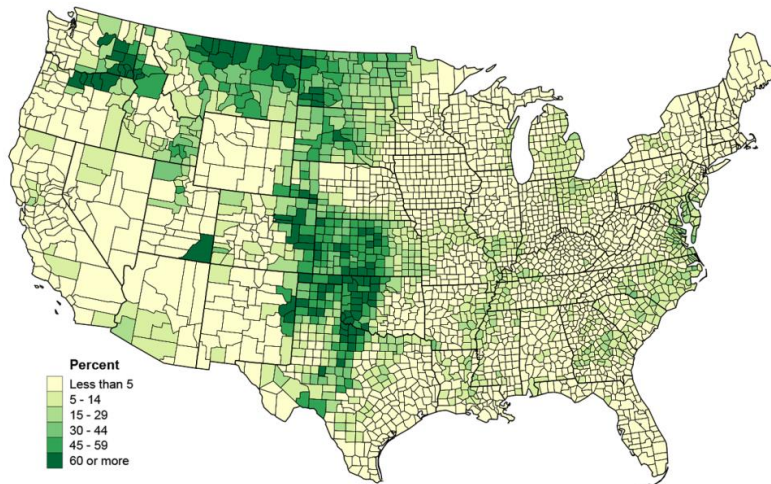 Percent
Less than 5
5 - 14
15 - 29
30 - 44
45 - 59
60 or more